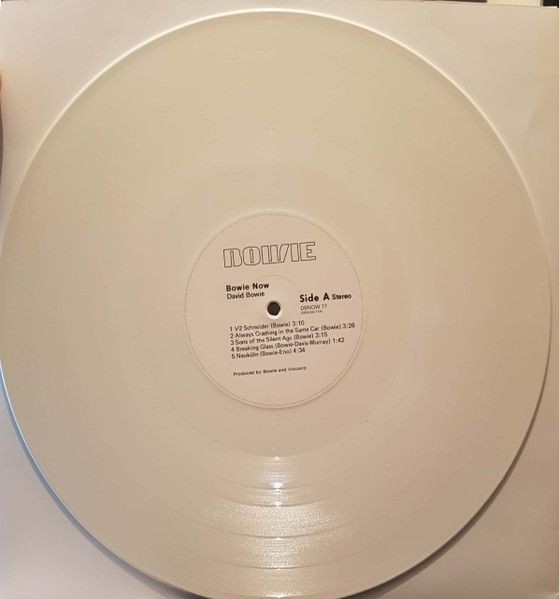 BOWIE
Bowie Now
David Bowie
Side A Stereo
DBNOW 77
1 V2 Schneider (Bowie) 3:10
2 Always Crashing in the Same Car (Bowie) 3:26
3 Sons of the Silent Age (Bowie) 3:15
4 Breaking Glass (Bowie-Davis-Murray) 1:42
5 Neuköln (Bowie-Eno) 4:34
Produced by Bowie and Visconti